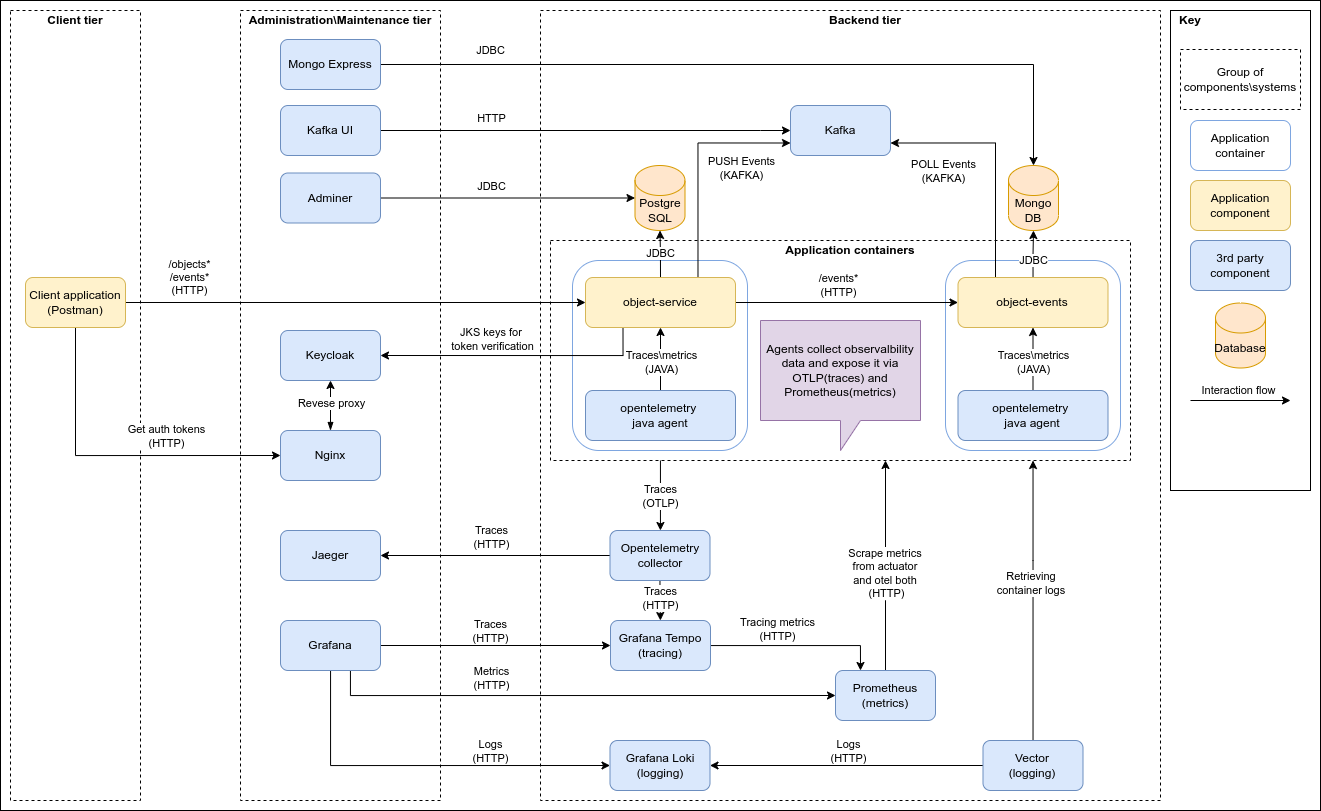 Client tier
Administration\Maintenance tier
Backend tier
Key
Mongo Express
JDBC
Kafka UI
HTTP
Kafka
Adminer
JDBC
Postgre
SQL
PUSH Events
(KAFKA)
POLL Events
(KAFKA)
Mongo
DB
Group of
components\systems
Application
container
Application
component
3rd party
component
Database
Interaction flow
Application containers
JDBC
JDBC
/objects*
/events*
(HTTP)
Client application
(Postman)
object-service
/events*
(HTTP)
object-events
Keycloak
JKS keys for
token verification
Traces\metrics
(JAVA)
Agents collect observalbility
data and expose it via
OTLP(traces) and
Prometheus(metrics)
Traces\metrics
(JAVA)
Revese proxy
opentelemetry
java agent
opentelemetry
java agent
Get auth tokens
(HTTP)
Nginx
Traces
(OTLP)
Jaeger
Traces
(HTTP)
Opentelemetry
collector
Scrape metrics
from actuator
and otel both
(HTTP)
Retrieving
container logs
Traces
(HTTP)
Grafana
Traces
(HTTP)
Grafana Tempo
(tracing)
Tracing metrics
(HTTP)
Metrics
(HTTP)
Prometheus
(metrics)
Logs
(HTTP)
Grafana Loki
(logging)
Logs
(HTTP)
Vector
(logging)